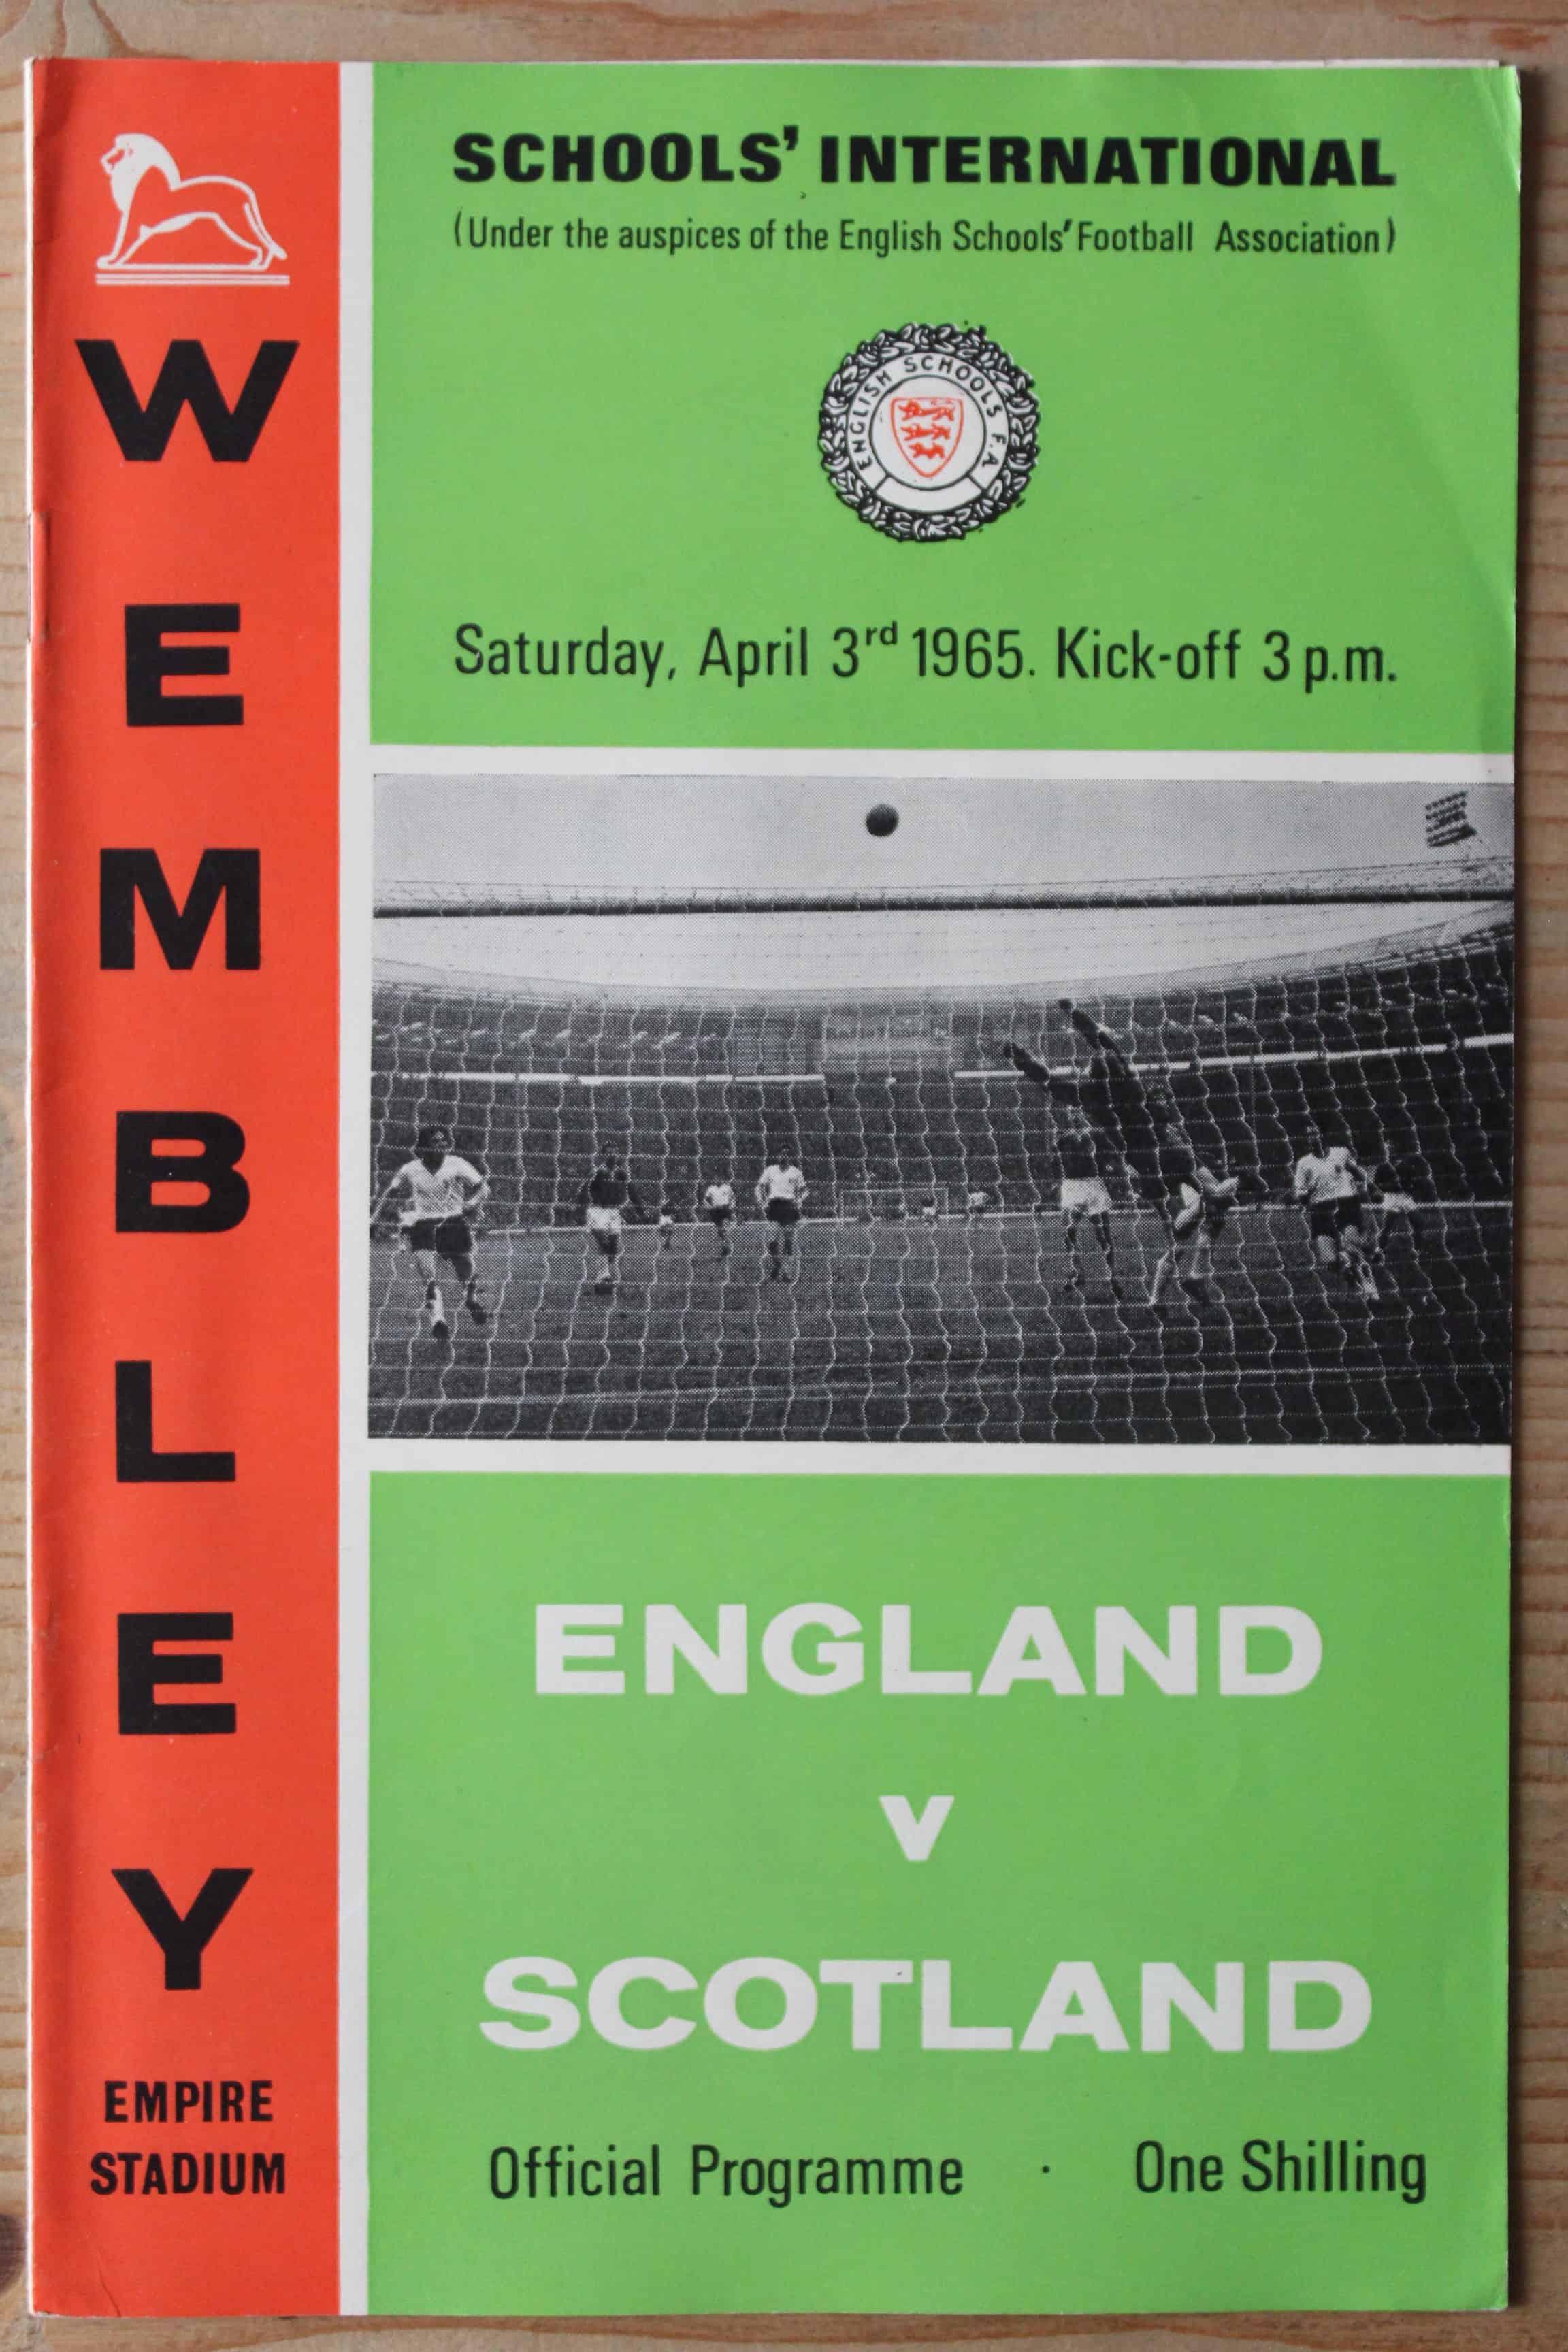 WEMBLEY
EMPIRE
STADIUM
SCHOOLS' INTERNATIONAL
(Under the auspices of the English Schools' Football Association)
ENGLISH SCHOOLS F.A.
Saturday, April 3rd 1965. Kick-off 3 p.m.
ENGLAND
v
SCOTLAND
Official Programme · One Shilling